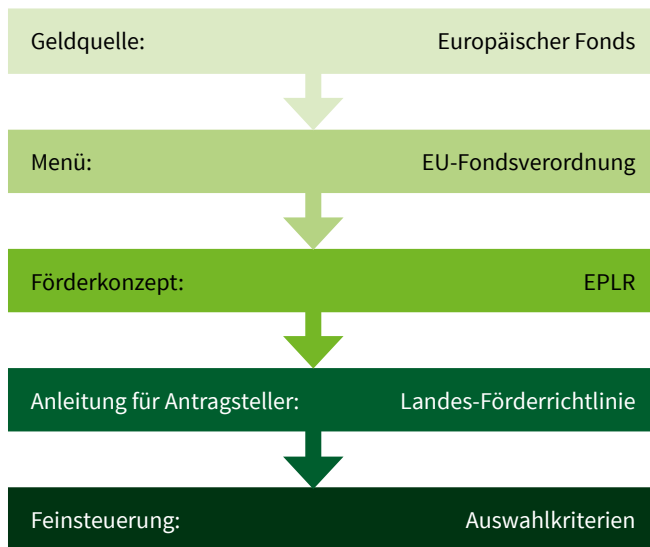 Geldquelle: Europäischer Fonds
Menü: EU-Fondsverordnung
Förderkonzept: EPLR
Anleitung für Antragsteller: Landes-Förderrichtlinie
Feinsteuerung: Auswahlkriterien